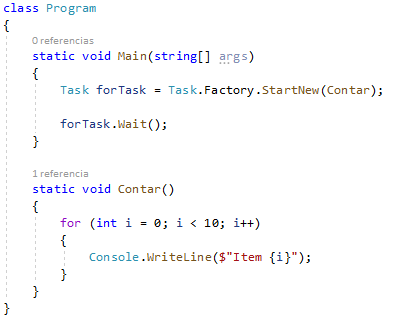 class Program
{
0 referencias
static void Main(string[] args)
{
Task forTask = Task.Factory.StartNew(Contar);
forTask.Wait();
}
1 referencia
static void Contar()
{
for (int i = 0; i < 10; i++)
{
Console.WriteLine($"Item {i}");
}
}
}